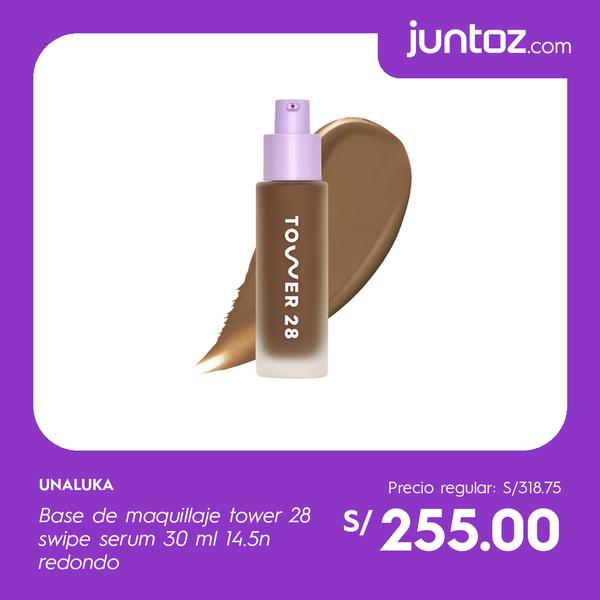 juntoz.com
TOWER 28
UNALUKA
Base de maquillaje tower 28
swipe serum 30 ml 14.5n
redondo
Precio regular: S/318.75
S/255.00